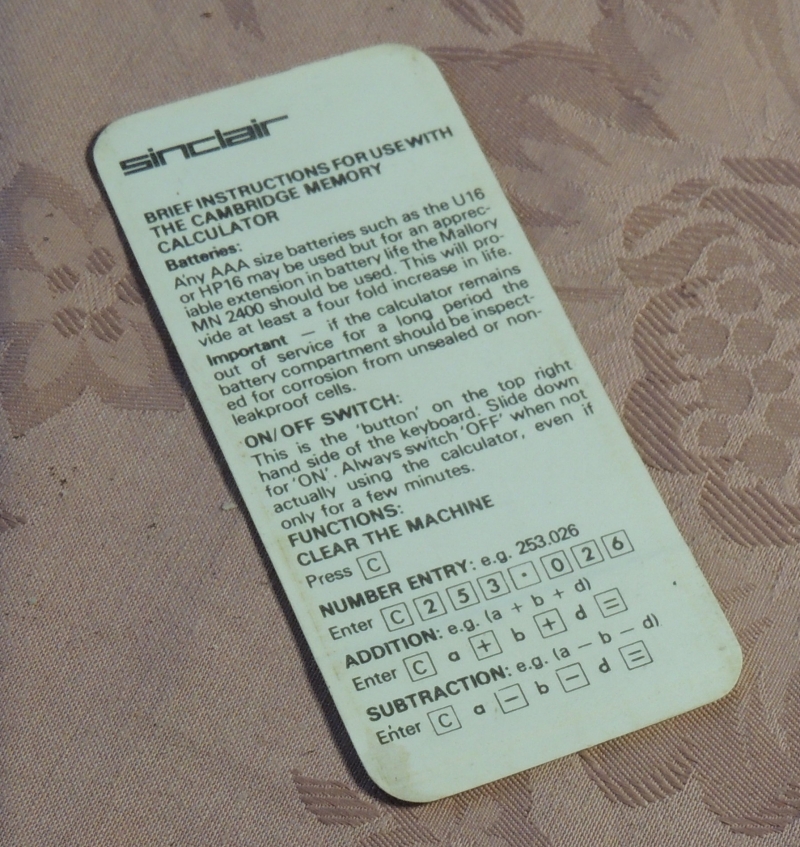 sinclair
BRIEF INSTRUCTIONS FOR USE WITH
THE CAMBRIDGE MEMORY
CALCULATOR
Batteries:
Any AAA size batteries such as the U16
or HP16 may be used but for an apprec-
iable extension in battery life the Mallory
MN 2400 should be used. This will pro-
vide at least a four fold increase in life.
Important — if the calculator remains
out of service for a long period the
battery compartment should be inspect-
ed for corrosion from unsealed or non-
leakproof cells.
ON/OFF SWITCH:
This is the 'button' on the top right
hand side of the keyboard. Slide down
for 'ON'. Always switch 'OFF' when not
actually using the calculator, even if
only for a few minutes.
FUNCTIONS:
CLEAR THE MACHINE
Press C
NUMBER ENTRY: e.g. 253.026
Enter C 2 5 3 . 0 2 6
ADDITION: e.g. (a + b + d)
Enter C a + b + d =
SUBTRACTION: e.g. (a — b — d)
Enter C a — b — d =